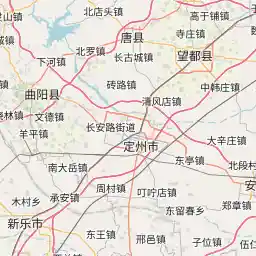 北店头镇
高于镇
唐县
寺庄镇
北罗镇
长古城镇
望都县
下河镇
砖路镇
中韩庄镇
曲阳县
清风店镇
文德镇
羊平镇
长安路街道
大辛庄镇
定州市
东亭镇
南大岳镇
北段村
周村镇
叮咛店镇
木村乡
承安镇
东留春乡
郑章镇
新乐市
东王镇
邢邑镇
子位镇